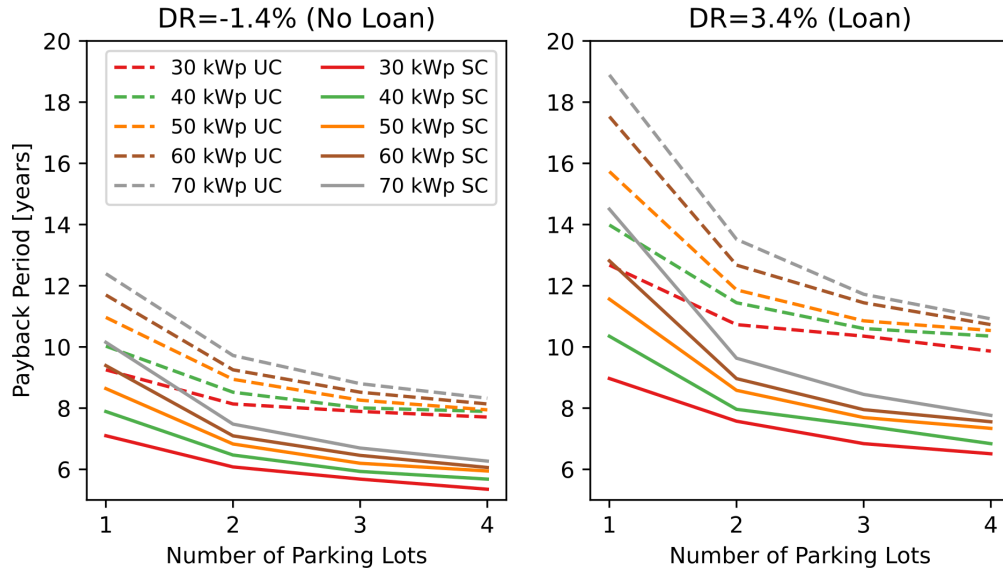 DR=-1.4% (No Loan)
DR=3.4% (Loan)
Payback Period [years]
20
18
16
14
12
10
8
6
30 kWp UC
40 kWp UC
50 kWp UC
60 kWp UC
70 kWp UC
30 kWp SC
40 kWp SC
50 kWp SC
60 kWp SC
70 kWp SC
1 2 3 4
Number of Parking Lots
20
18
16
14
12
10
8
6
1 2 3 4
Number of Parking Lots